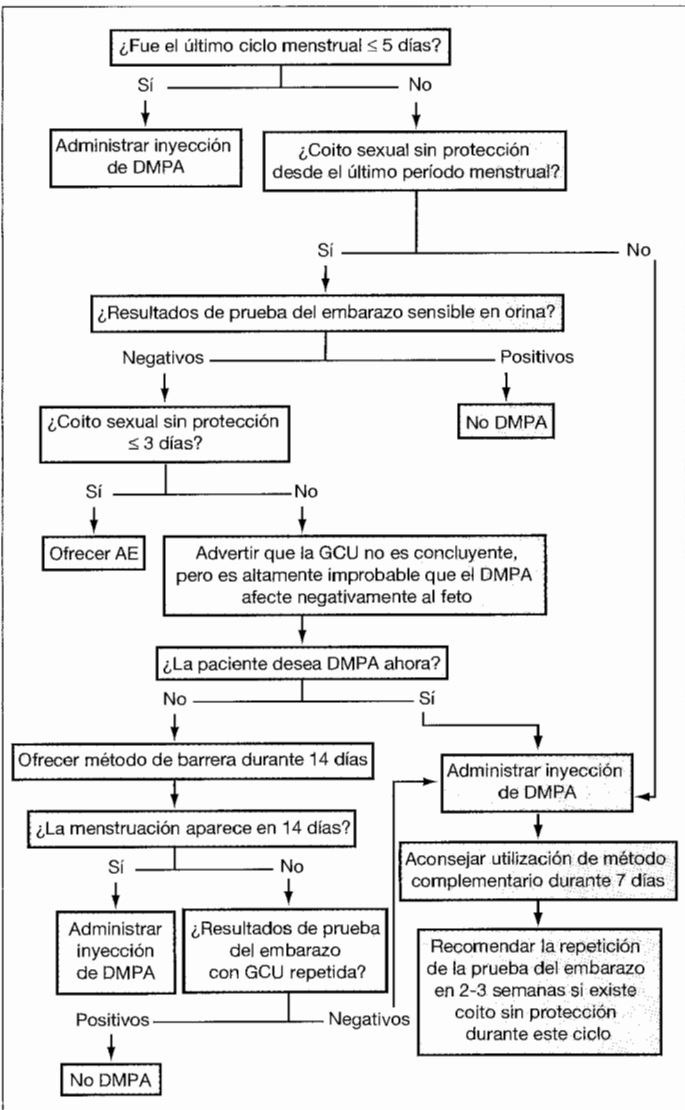 ¿Fue el último ciclo menstrual ≤ 5 días?
Sí
No
Administrar inyección
de DMPA
¿Coito sexual sin protección
desde el último período menstrual?
Sí
No
¿Resultados de prueba del embarazo sensible en orina?
Negativos
Positivos
¿Coito sexual sin protección
≤ 3 días?
No DMPA
Sí
No
Ofrecer AE
Advertir que la GCU no es concluyente,
pero es altamente improbable que el DMPA
afecte negativamente al feto
¿La paciente desea DMPA ahora?
No
Sí
Ofrecer método de barrera durante 14 días
Administrar inyección
de DMPA
¿La menstruación aparece en 14 días?
Aconsejar utilización de método
complementario durante 7 días
Sí
No
Administrar
inyección
de DMPA
¿Resultados de prueba
del embarazo
con GCU repetida?
Recomendar la repetición
de la prueba del embarazo
en 2-3 semanas si existe
coito sin protección
durante este ciclo
Positivos
Negativos
No DMPA